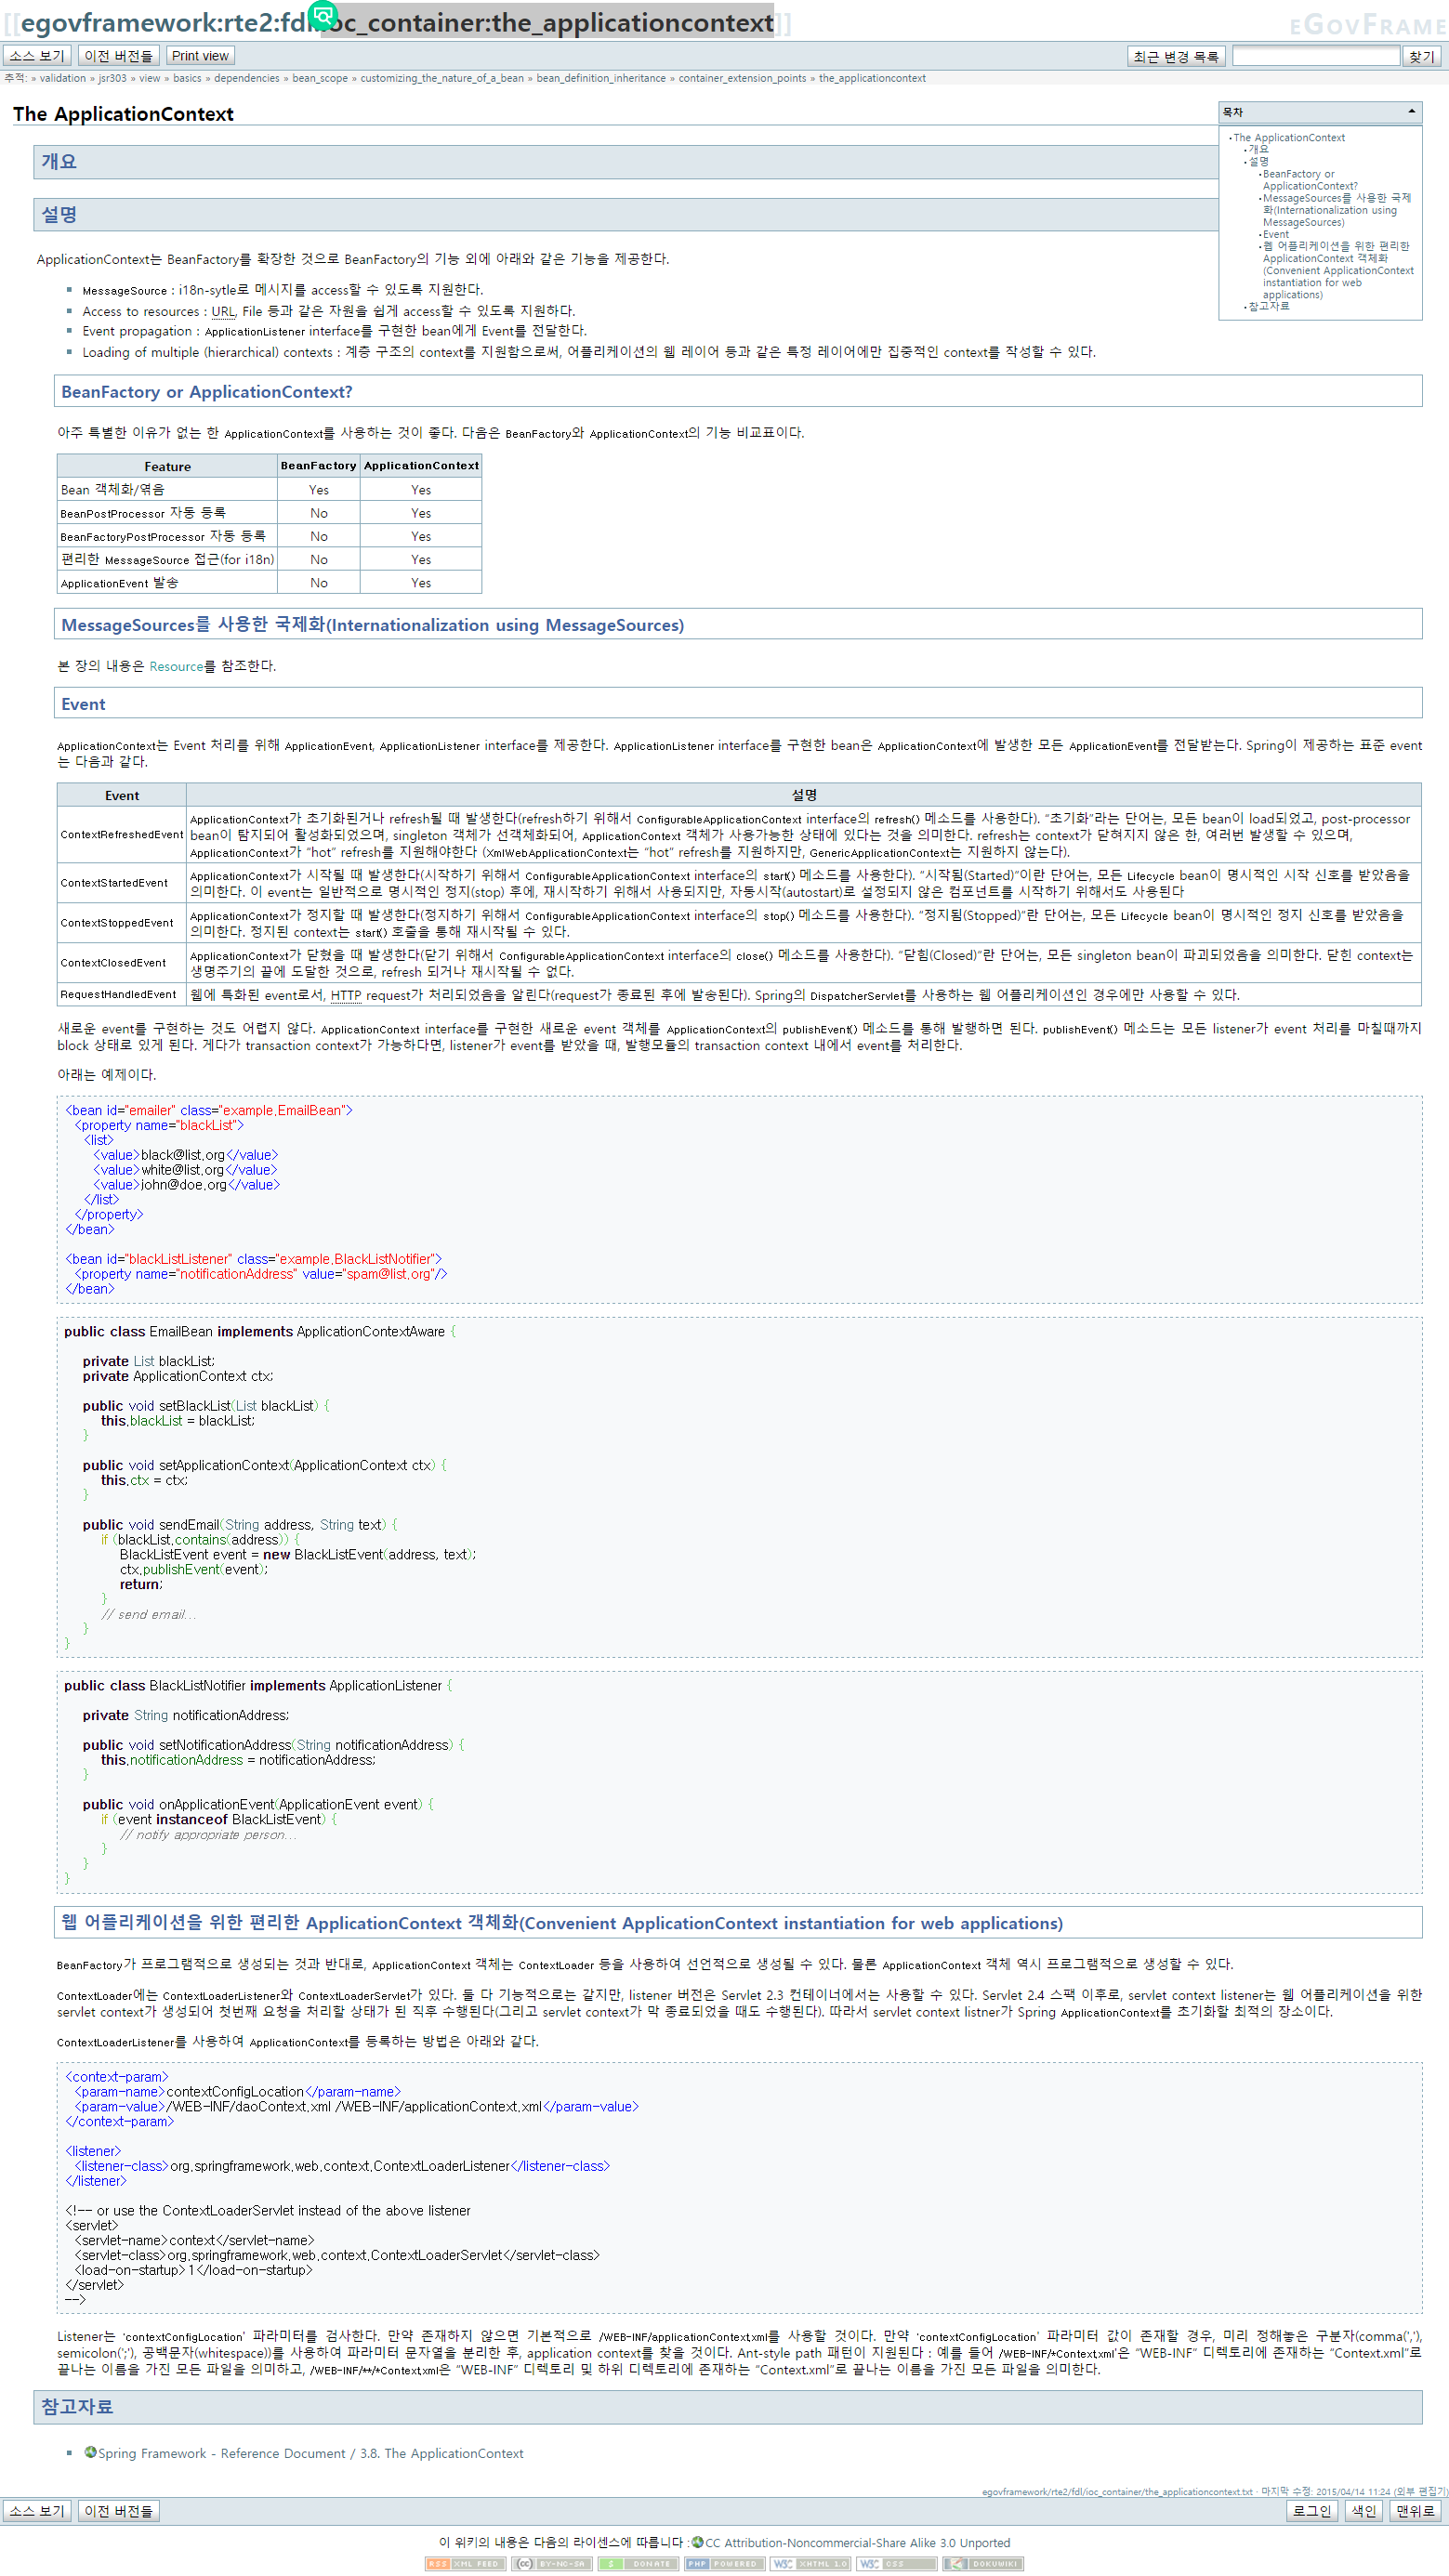 [[egovframework:rte2:fdl:ioc_container:the_applicationcontext]]
EGOVFRAME
소스 보기 이전 버전들 Print view 최근 변경 목록 찾기
추적: » validation » jsr303 » view » basics » dependencies » bean_scope » customizing_the_nature_of_a_bean » bean_definition_inheritance » container_extension_points » the_applicationcontext
목차
The ApplicationContext
개요
설명
BeanFactory or
ApplicationContext?
MessageSources를 사용한 국제
화(Internationalization using
MessageSources)
Event
웹 어플리케이션을 위한 편리한
ApplicationContext 객체화
(Convenient ApplicationContext
instantiation for web
applications)
참고자료
The ApplicationContext
개요
설명
ApplicationContext는 BeanFactory를 확장한 것으로 BeanFactory의 기능 외에 아래와 같은 기능을 제공한다.
MessageSource : i18n-sytle로 메시지를 access할 수 있도록 지원한다.
Access to resources : URL, File 등과 같은 자원을 쉽게 access할 수 있도록 지원하다.
Event propagation : ApplicationListener interface를 구현한 bean에게 Event를 전달한다.
Loading of multiple (hierarchical) contexts : 계층 구조의 context를 지원함으로써, 어플리케이션의 웹 레이어 등과 같은 특정 레이어에만 집중적인 context를 작성할 수 있다.
BeanFactory or ApplicationContext?
아주 특별한 이유가 없는 한 ApplicationContext를 사용하는 것이 좋다. 다음은 BeanFactory와 ApplicationContext의 기능 비교표이다.
Feature BeanFactory ApplicationContext
Bean 객체화/엮음 Yes Yes
BeanPostProcessor 자동 등록 No Yes
BeanFactoryPostProcessor 자동 등록 No Yes
편리한 MessageSource 접근(for i18n) No Yes
ApplicationEvent 발송 No Yes
MessageSources를 사용한 국제화(Internationalization using MessageSources)
본 장의 내용은 Resource를 참조한다.
Event
ApplicationContext는 Event 처리를 위해 ApplicationEvent, ApplicationListener interface를 제공한다. ApplicationListener interface를 구현한 bean은 ApplicationContext에 발생한 모든 ApplicationEvent를 전달받는다. Spring이 제공하는 표준 event
는 다음과 같다.
Event 설명
ContextRefreshedEvent ApplicationContext가 초기화된거나 refresh될 때 발생한다(refresh하기 위해서 ConfigurableApplicationContext interface의 refresh() 메소드를 사용한다). "초기화"라는 단어는, 모든 bean이 load되었고, post-processor
bean이 탐지되어 활성화되었으며, singleton 객체가 선객체화되어, ApplicationContext 객체가 사용가능한 상태에 있다는 것을 의미한다. refresh는 context가 닫혀지지 않은 한, 여러번 발생할 수 있으며,
ApplicationContext가 "hot" refresh를 지원해야한다 (XmlWebApplicationContext는 "hot" refresh를 지원하지만, GenericApplicationContext는 지원하지 않는다).
ContextStartedEvent ApplicationContext가 시작될 때 발생한다(시작하기 위해서 ConfigurableApplicationContext interface의 start() 메소드를 사용한다). "시작됨(Started)"이란 단어는, 모든 Lifecycle bean이 명시적인 시작 신호를 받았음을
의미한다. 이 event는 일반적으로 명시적인 정지(stop) 후에, 재시작하기 위해서 사용되지만, 자동시작(autostart)로 설정되지 않은 컴포넌트를 시작하기 위해서도 사용된다
ContextStoppedEvent ApplicationContext가 정지할 때 발생한다(정지하기 위해서 ConfigurableApplicationContext interface의 stop() 메소드를 사용한다). "정지됨(Stopped)"란 단어는, 모든 Lifecycle bean이 명시적인 정지 신호를 받았음을
의미한다. 정지된 context는 start() 호출을 통해 재시작될 수 있다.
ContextClosedEvent ApplicationContext가 닫혔을 때 발생한다(닫기 위해서 ConfigurableApplicationContext interface의 close() 메소드를 사용한다). "닫힘(Closed)"란 단어는, 모든 singleton bean이 파괴되었음을 의미한다. 닫힌 context는
생명주기의 끝에 도달한 것으로, refresh 되거나 재시작될 수 없다.
RequestHandledEvent 웹에 특화된 event로서, HTTP request가 처리되었음을 알린다(request가 종료된 후에 발송된다). Spring의 DispatcherServlet를 사용하는 웹 어플리케이션인 경우에만 사용할 수 있다.
새로운 event를 구현하는 것도 어렵지 않다. ApplicationContext interface를 구현한 새로운 event 객체를 ApplicationContext의 publishEvent() 메소드를 통해 발행하면 된다. publishEvent() 메소드는 모든 listener가 event 처리를 마칠때까지
block 상태로 있게 된다. 게다가 transaction context가 가능하다면, listener가 event를 받았을 때, 발행모듈의 transaction context 내에서 event를 처리한다.
아래는 예제이다.
<bean id="emailer" class="example.EmailBean">
<property name="blackList">
<list>
<value>black@list.org</value>
<value>white@list.org</value>
<value>john@doe.org</value>
</list>
</property>
</bean>
<bean id="blackListListener" class="example.BlackListNotifier">
<property name="notificationAddress" value="spam@list.org"/>
</bean>
public class EmailBean implements ApplicationContextAware {
private List blackList;
private ApplicationContext ctx;
public void setBlackList(List blackList) {
this.blackList = blackList;
}
public void setApplicationContext(ApplicationContext ctx) {
this.ctx = ctx;
}
public void sendEmail(String address, String text) {
if (blackList.contains(address)) {
BlackListEvent event = new BlackListEvent(address, text);
ctx.publishEvent(event);
return;
}
// send email...
}
}
public class BlackListNotifier implements ApplicationListener {
private String notificationAddress;
public void setNotificationAddress(String notificationAddress) {
this.notificationAddress = notificationAddress;
}
public void onApplicationEvent(ApplicationEvent event) {
if (event instanceof BlackListEvent) {
// notify appropriate person...
}
}
}
웹 어플리케이션을 위한 편리한 ApplicationContext 객체화(Convenient ApplicationContext instantiation for web applications)
BeanFactory가 프로그램적으로 생성되는 것과 반대로, ApplicationContext 객체는 ContextLoader 등을 사용하여 선언적으로 생성될 수 있다. 물론 ApplicationContext 객체 역시 프로그램적으로 생성할 수 있다.
ContextLoader에는 ContextLoaderListener와 ContextLoaderServlet가 있다. 둘 다 기능적으로는 같지만, listener 버전은 Servlet 2.3 컨테이너에서는 사용할 수 있다. Servlet 2.4 스팩 이후로, servlet context listener는 웹 어플리케이션을 위한
servlet context가 생성되어 첫번째 요청을 처리할 상태가 된 직후 수행된다(그리고 servlet context가 막 종료되었을 때도 수행된다). 따라서 servlet context listner가 Spring ApplicationContext를 초기화할 최적의 장소이다.
ContextLoaderListener를 사용하여 ApplicationContext를 등록하는 방법은 아래와 같다.
<context-param>
<param-name>contextConfigLocation</param-name>
<param-value>/WEB-INF/daoContext.xml /WEB-INF/applicationContext.xml</param-value>
</context-param>
<listener>
<listener-class>org.springframework.web.context.ContextLoaderListener</listener-class>
</listener>
<!-- or use the ContextLoaderServlet instead of the above listener
<servlet>
<servlet-name>context</servlet-name>
<servlet-class>org.springframework.web.context.ContextLoaderServlet</servlet-class>
<load-on-startup>1</load-on-startup>
</servlet>
-->
Listener는 'contextConfigLocation' 파라미터를 검사한다. 만약 존재하지 않으면 기본적으로 /WEB-INF/applicationContext.xml를 사용할 것이다. 만약 'contextConfigLocation' 파라미터 값이 존재할 경우, 미리 정해놓은 구분자(comma(','),
semicolon(';'), 공백문자(whitespace))를 사용하여 파라미터 문자열을 분리한 후, application context를 찾을 것이다. Ant-style path 패턴이 지원된다 : 예를 들어 /WEB-INF/*Context.xml'은 "WEB-INF" 디렉토리에 존재하는 "Context.xml"로
끝나는 이름을 가진 모든 파일을 의미하고, /WEB-INF/**/*Context.xml은 "WEB-INF" 디렉토리 및 하위 디렉토리에 존재하는 "Context.xml"로 끝나는 이름을 가진 모든 파일을 의미한다.
참고자료
Spring Framework - Reference Document / 3.8. The ApplicationContext
egovframework/rte2/fdl/ioc_container/the_applicationcontext.txt · 마지막 수정: 2015/04/14 11:24 (외부 편집기)
소스 보기 이전 버전들 로그인 색인 맨위로
이 위키의 내용은 다음의 라이센스에 따릅니다 : CC Attribution-Noncommercial-Share Alike 3.0 Unported
RSS XML FEED CC BY-NC-SA $ DONATE PHP POWERED W3C XHTML 1.0 W3C CSS DOKUWIKI